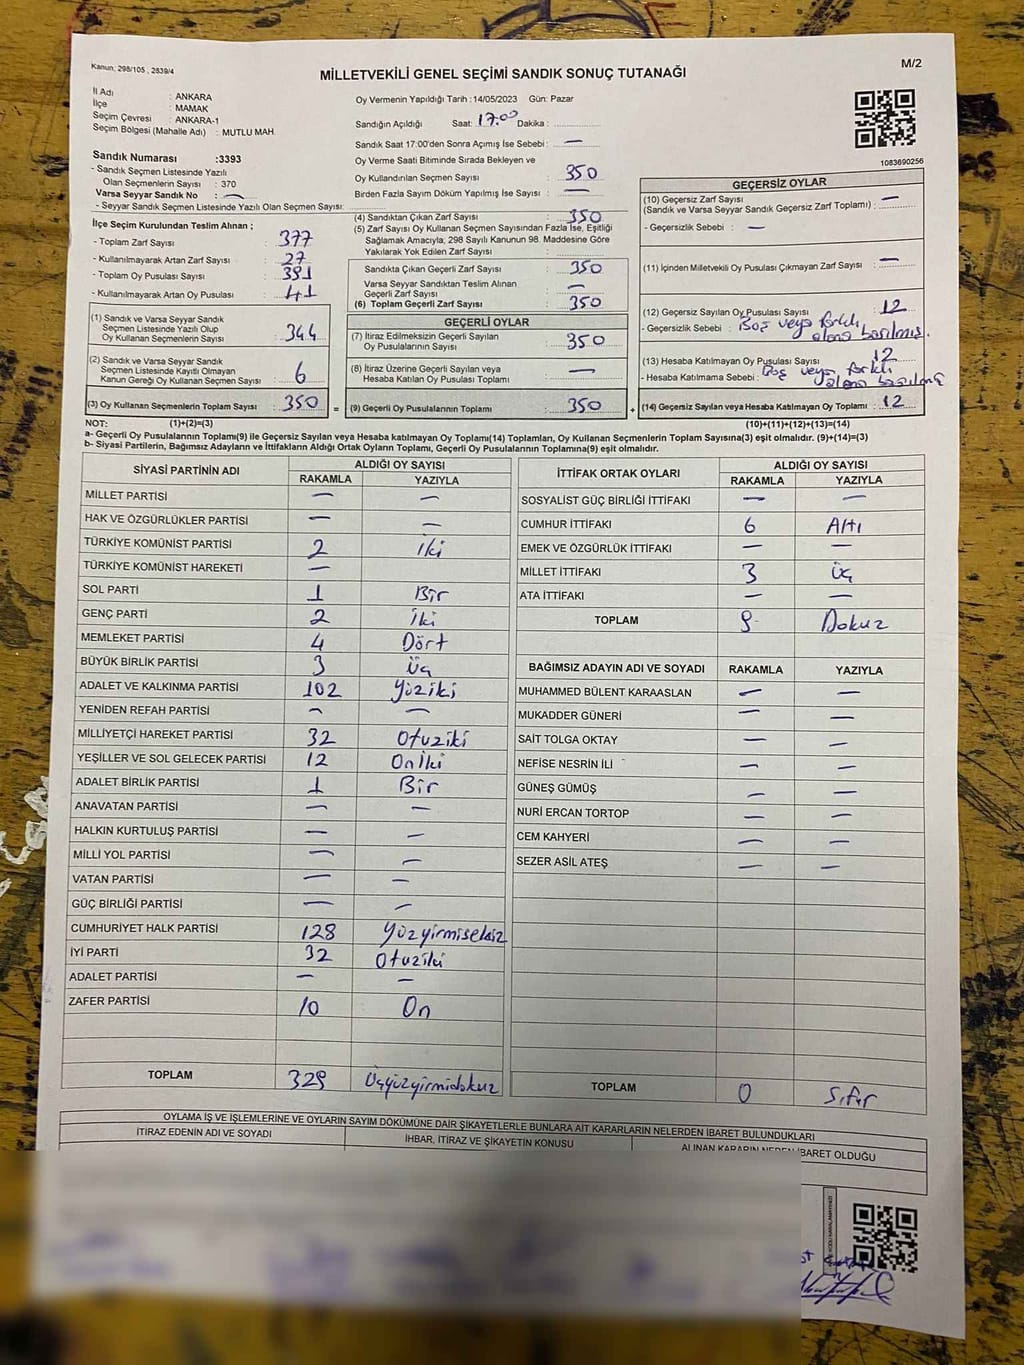 Kanun, 298/105 , 2839/4
M/2
MİLLETVEKİLİ GENEL SEÇİMİ SANDIK SONUÇ TUTANAĞI
İl Adı : ANKARA
İlçe : MAMAK
Seçim Çevresi : ANKARA-1
Seçim Bölgesi (Mahalle Adı) : MUTLU MAH.
Sandık Numarası :3393
- Sandık Seçmen Listesinde Yazılı
Olan Seçmenlerin Sayısı : 370
Varsa Seyyar Sandık No : —
- Seyyar Sandık Seçmen Listesinde Yazılı Olan Seçmen Sayısı:
Oy Vermenin Yapıldığı Tarih : 14/05/2023 Gün: Pazar
Sandığın Açıldığı Saat: 17:00 Dakika :
Sandık Saat 17:00'den Sonra Açımış İse Sebebi : —
Oy Verme Saati Bitiminde Sırada Bekleyen ve
Oy Kullandırılan Seçmen Sayısı : 350
Birden Fazla Sayım Döküm Yapılmış İse Sayısı : —
1083690256
İlçe Seçim Kurulundan Teslim Alınan ;
- Toplam Zarf Sayısı : 377
- Kullanılmayarak Artan Zarf Sayısı : 27
- Toplam Oy Pusulası Sayısı : 391
- Kullanılmayarak Artan Oy Pusulası : 41
(1) Sandık ve Varsa Seyyar Sandık
Seçmen Listesinde Yazılı Olup
Oy Kullanan Seçmenlerin Sayısı : 344
(2) Sandık ve Varsa Seyyar Sandık
Seçmen Listesinde Kayıtlı Olmayan
Kanun Gereği Oy Kullanan Seçmen Sayısı : 6
(3) Oy Kullanan Seçmenlerin Toplam Sayısı : 350
(4) Sandıktan Çıkan Zarf Sayısı : 350
(5) Zarf Sayısı Oy Kullanan Seçmen Sayısından Fazla İse, Eşitliği
Sağlamak Amacıyla, 298 Sayılı Kanunun 98. Maddesine Göre
Yakılarak Yok Edilen Zarf Sayısı :
Sandıkta Çıkan Geçerli Zarf Sayısı : 350
Varsa Seyyar Sandıktan Teslim Alınan
Geçerli Zarf Sayısı : —
(6) Toplam Geçerli Zarf Sayısı : 350
GEÇERLİ OYLAR
(7) İtiraz Edilmeksizin Geçerli Sayılan
Oy Pusulalarının Sayısı : 350
(8) İtiraz Üzerine Geçerli Sayılan veya
Hesaba Katılan Oy Pusulası Toplamı : —
= (9) Geçerli Oy Pusulalarının Toplamı : 350
GEÇERSİZ OYLAR
(10) Geçersiz Zarf Sayısı
(Sandık ve Varsa Seyyar Sandık Geçersiz Zarf Toplamı) : —
- Geçersizlik Sebebi : —
(11) İçinden Milletvekili Oy Pusulası Çıkmayan Zarf Sayısı : —
(12) Geçersiz Sayılan Oy Pusulası Sayısı : 12
- Geçersizlik Sebebi : Boş veya farklı
alana basılmış.
(13) Hesaba Katılmayan Oy Pusulası Sayısı : 12
- Hesaba Katılmama Sebebi : Boş veya farklı
alana basılmış
+ (14) Geçersiz Sayılan veya Hesaba Katılmayan Oy Toplamı : 12
NOT: (1)+(2)=(3) (10)+(11)+(12)+(13)=(14)
a- Geçerli Oy Pusulalarının Toplamı(9) ile Geçersiz Sayılan veya Hesaba katılmayan Oy Toplamı(14) Toplamları, Oy Kullanan Seçmenlerin Toplam Sayısına(3) eşit olmalıdır. (9)+(14)=(3)
b- Siyasi Partilerin, Bağımsız Adayların ve İttifakların Aldığı Ortak Oyların Toplamı, Geçerli Oy Pusulalarının Toplamına(9) eşit olmalıdır.
SİYASİ PARTİNİN ADI ALDIĞI OY SAYISI
RAKAMLA YAZIYLA
MİLLET PARTİSİ — —
HAK VE ÖZGÜRLÜKLER PARTİSİ — —
TÜRKİYE KOMÜNİST PARTİSİ 2 iki
TÜRKİYE KOMÜNİST HAREKETİ —
SOL PARTİ 1 Bir
GENÇ PARTİ 2 İki
MEMLEKET PARTİSİ 4 Dört
BÜYÜK BİRLİK PARTİSİ 3 Üç
ADALET VE KALKINMA PARTİSİ 102 Yüziki
YENİDEN REFAH PARTİSİ — —
MİLLİYETÇİ HAREKET PARTİSİ 32 Otuziki
YEŞİLLER VE SOL GELECEK PARTİSİ 12 Oniki
ADALET BİRLİK PARTİSİ 1 Bir
ANAVATAN PARTİSİ — —
HALKIN KURTULUŞ PARTİSİ — —
MİLLİ YOL PARTİSİ — —
VATAN PARTİSİ — —
GÜÇ BİRLİĞİ PARTİSİ — —
CUMHURİYET HALK PARTİSİ 128 Yüzyirmisekiz
İYİ PARTİ 32 Otuziki
ADALET PARTİSİ — —
ZAFER PARTİSİ 10 On
TOPLAM 329 Üçyüzyirmidokuz
İTTİFAK ORTAK OYLARI ALDIĞI OY SAYISI
RAKAMLA YAZIYLA
SOSYALİST GÜÇ BİRLİĞİ İTTİFAKI — —
CUMHUR İTTİFAKI 6 Altı
EMEK VE ÖZGÜRLÜK İTTİFAKI — —
MİLLET İTTİFAKI 3 Üç
ATA İTTİFAKI — —
TOPLAM 9 Dokuz
BAĞIMSIZ ADAYIN ADI VE SOYADI RAKAMLA YAZIYLA
MUHAMMED BÜLENT KARAASLAN — —
MUKADDER GÜNERİ — —
SAİT TOLGA OKTAY — —
NEFİSE NESRİN İLİ — —
GÜNEŞ GÜMÜŞ — —
NURİ ERCAN TORTOP — —
CEM KAHYERİ — —
SEZER ASİL ATEŞ — —
TOPLAM 0 Sıfır
OYLAMA İŞ VE İŞLEMLERİNE VE OYLARIN SAYIM DÖKÜMÜNE DAİR ŞİKAYETLERLE BUNLARA AİT KARARLARIN NELERDEN İBARET BULUNDUKLARI
İTİRAZ EDENİN ADI VE SOYADI İHBAR, İTİRAZ VE ŞİKAYETİN KONUSU ALINAN KARARIN NEDEN İBARET OLDUĞU